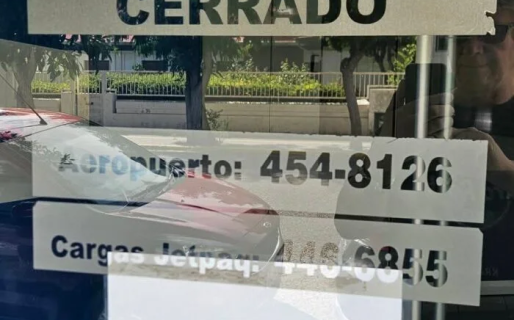 CERRADO
Aeropuerto: 454-8126
Cargas Jetpaq: 446-6855